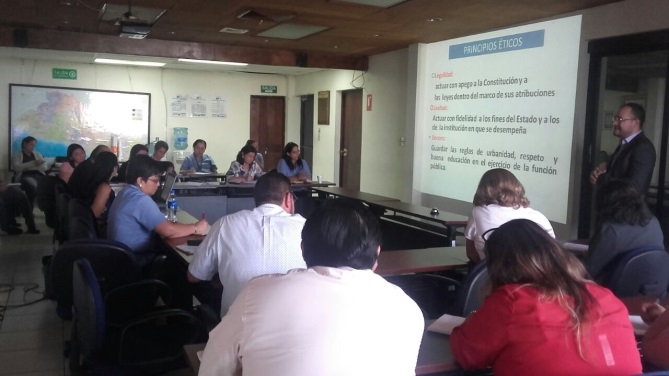 PRINCIPIOS ÉTICOS
Legalidad:
actuar con apego a la Constitución y a
las leyes dentro del marco de sus atribuciones
Lealtad:
Actuar con fidelidad a los fines del Estado y a los
de la institución en que se desempeña
Guardar las reglas de urbanidad, respeto y
buena educación en el ejercicio de la función
pública.
SALIDA